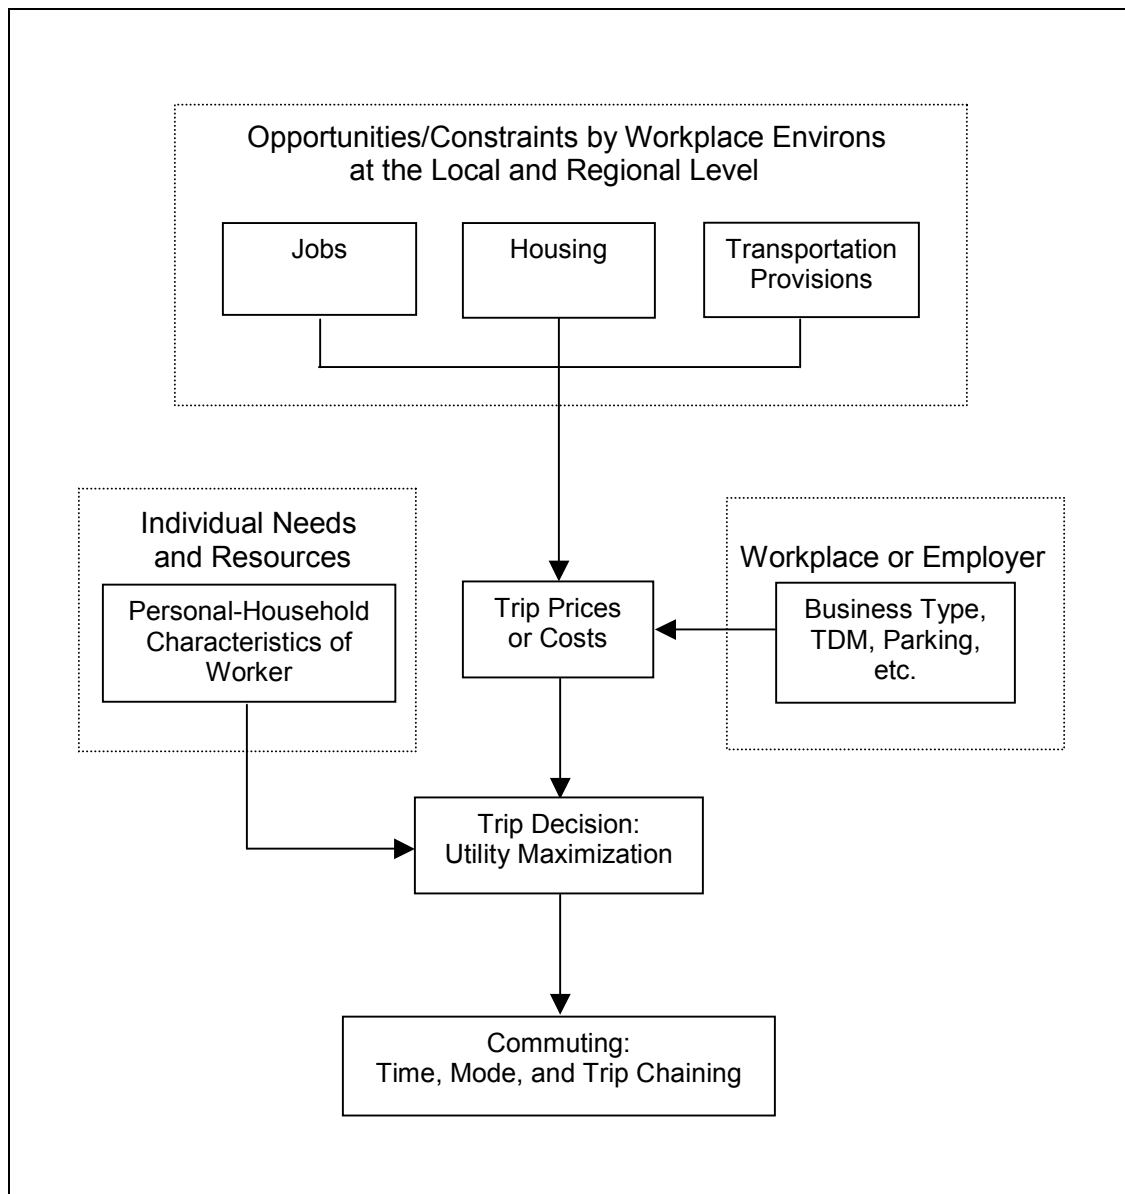 Opportunities/Constraints by Workplace Environs
at the Local and Regional Level
Jobs
Housing
Transportation
Provisions
Individual Needs
and Resources
Personal-Household
Characteristics of
Worker
Trip Prices
or Costs
Workplace or Employer
Business Type,
TDM, Parking,
etc.
Trip Decision:
Utility Maximization
Commuting:
Time, Mode, and Trip Chaining